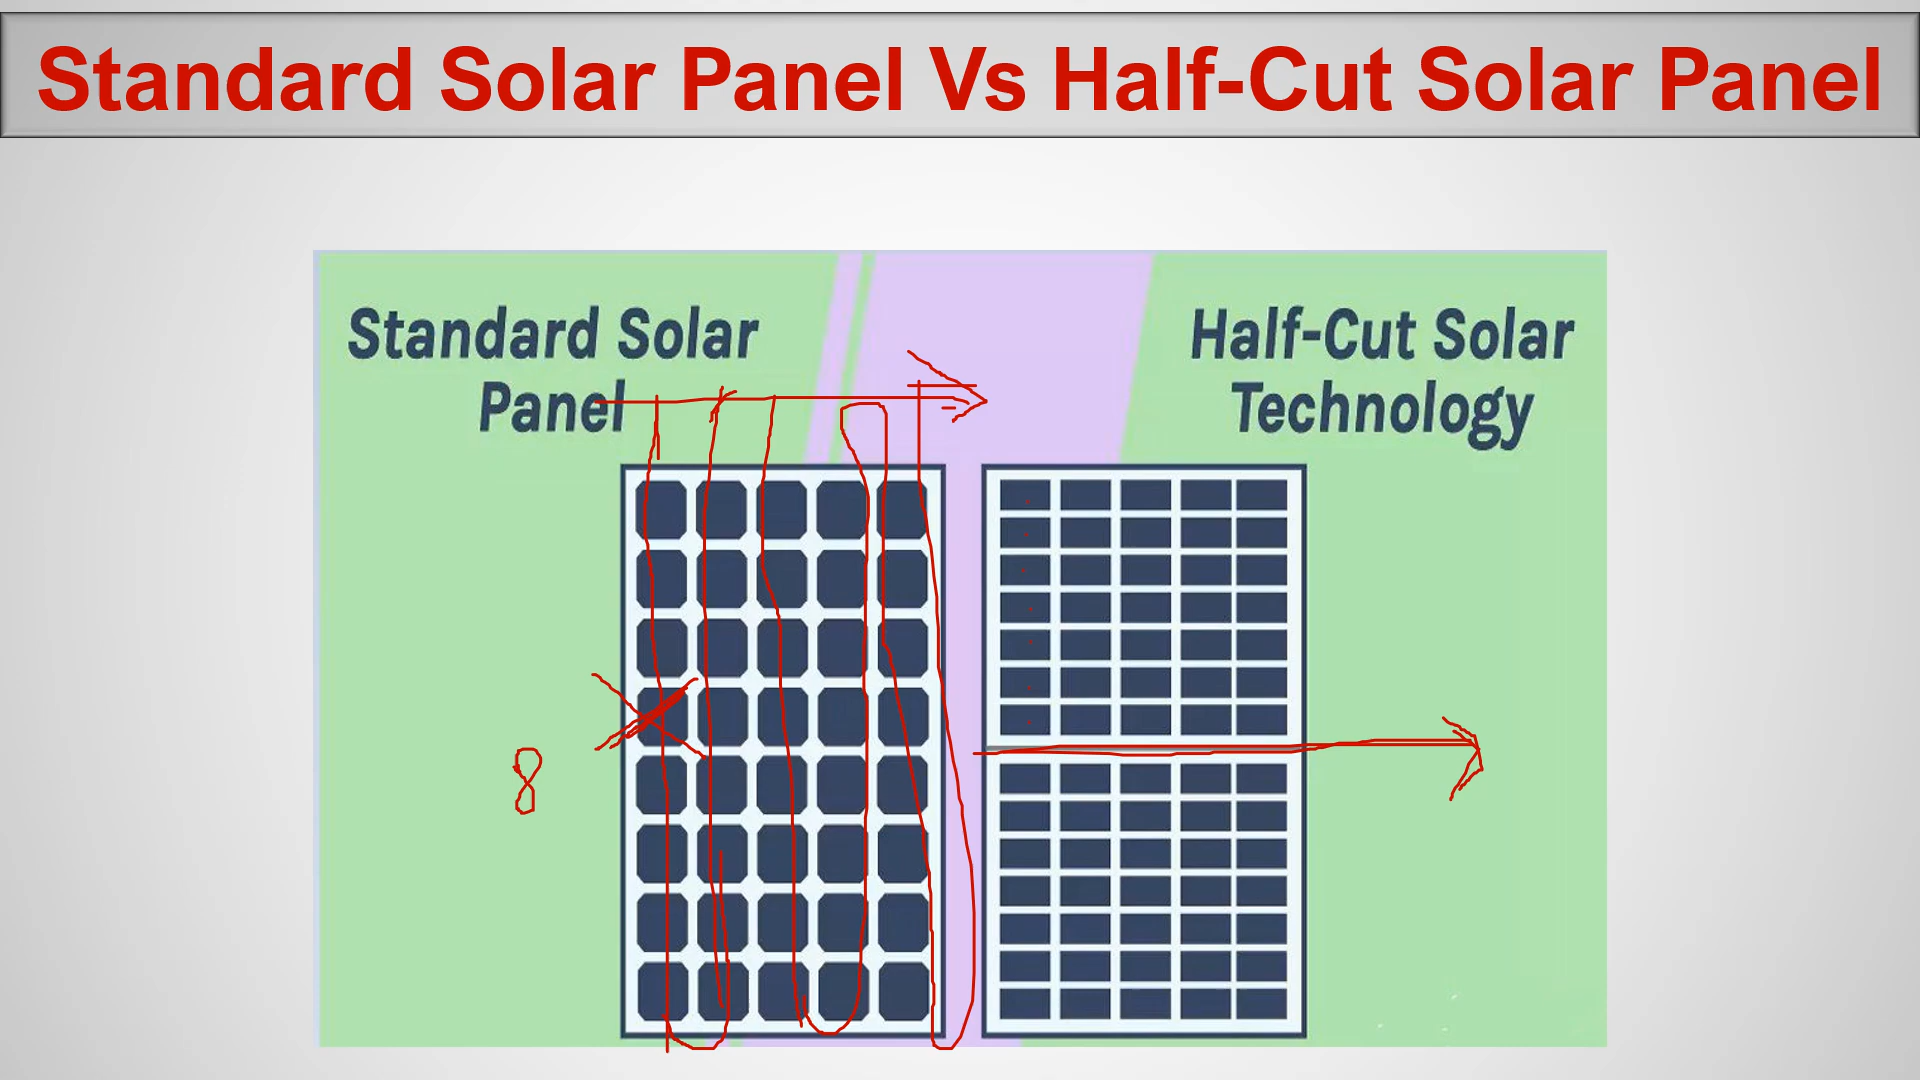 Standard Solar Panel Vs Half-Cut Solar Panel
Standard Solar
Panel
Half-Cut Solar
Technology
8